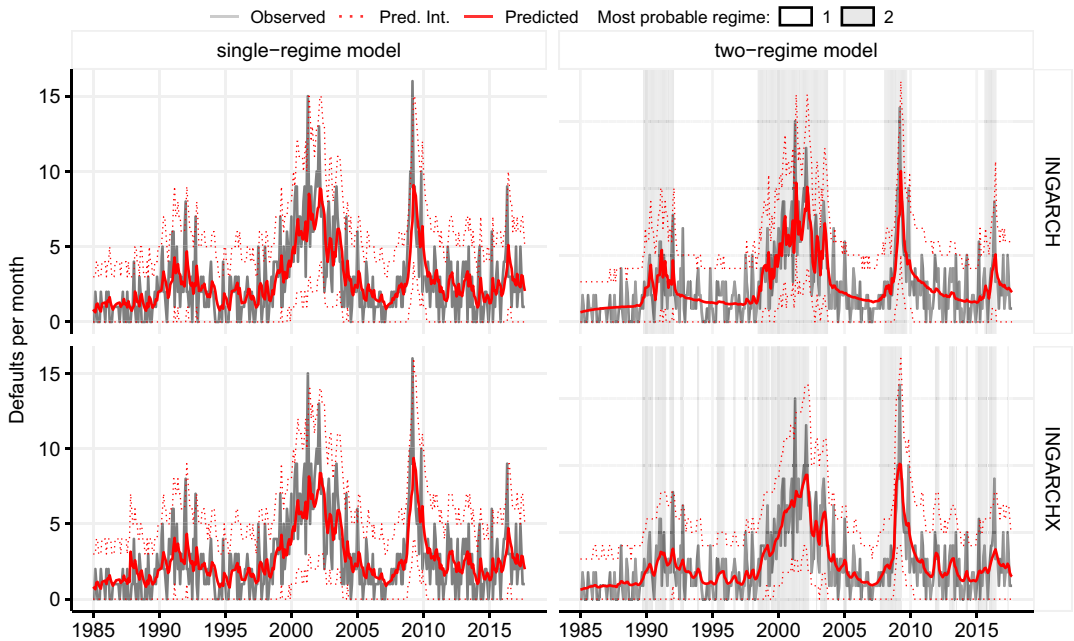 Observed Pred. Int. Predicted Most probable regime: 1 2
single−regime model two−regime model
Defaults per month
15
10
5
0
INGARCH
15
10
5
0
INGARCHX
1985 1990 1995 2000 2005 2010 2015 1985 1990 1995 2000 2005 2010 2015